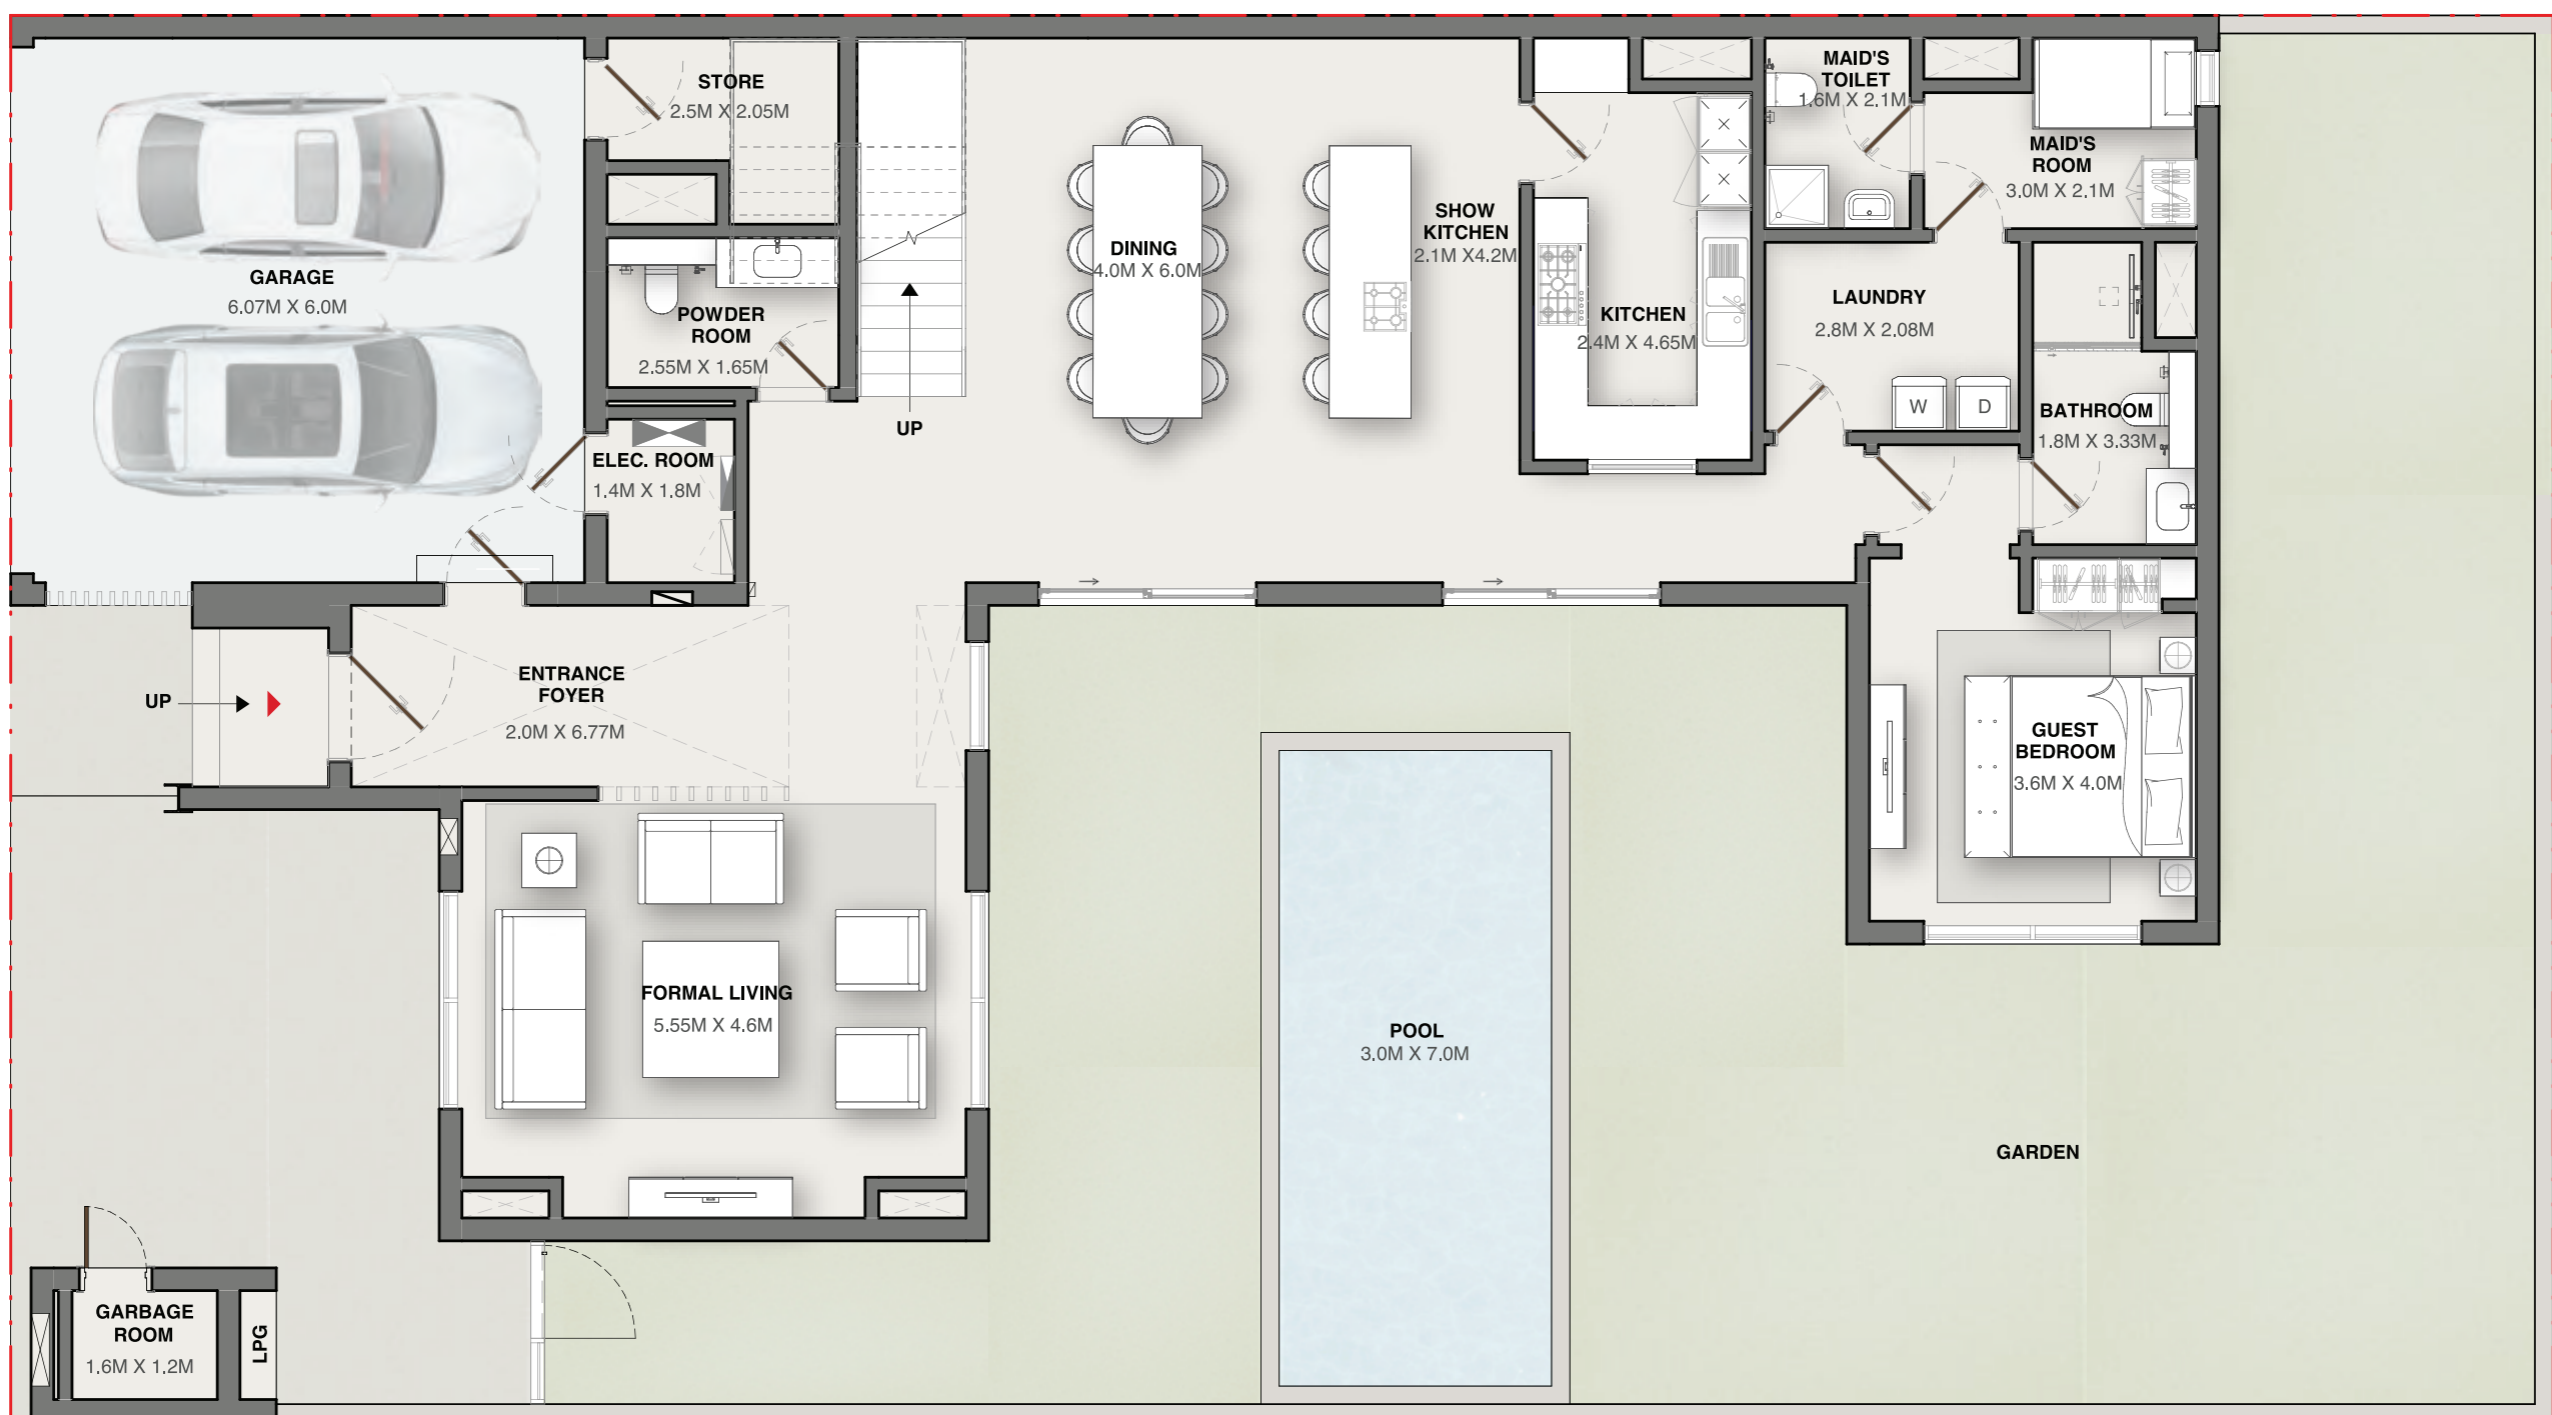 STORE
2.5M X 2.05M
MAID'S
TOILET
1.6M X 2.1M
MAID'S
ROOM
3.0M X 2.1M
GARAGE
6.07M X 6.0M
POWDER
ROOM
2.55M X 1.65M
UP
DINING
4.0M X 6.0M
SHOW
KITCHEN
2.1M X4.2M
KITCHEN
2.4M X 4.65M
LAUNDRY
2.8M X 2.08M
W
D
BATHROOM
1.8M X 3.33M
ELEC. ROOM
1.4M X 1.8M
UP
ENTRANCE
FOYER
2.0M X 6.77M
GUEST
BEDROOM
3.6M X 4.0M
FORMAL LIVING
5.55M X 4.6M
POOL
3.0M X 7.0M
GARDEN
GARBAGE
ROOM
1.6M X 1.2M
LPG